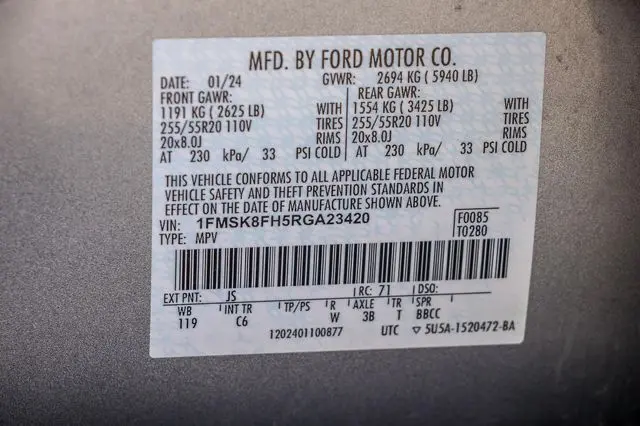 MFD. BY FORD MOTOR CO.
DATE: 01/24 GVWR: 2694 KG ( 5940 LB)
FRONT GAWR: REAR GAWR:
1191 KG ( 2625 LB) WITH 1554 KG ( 3425 LB) WITH
255/55R20 110V TIRES 255/55R20 110V TIRES
20x8.0J RIMS 20x8.0J RIMS
AT 230 kPa/ 33 PSI COLD AT 230 kPa/ 33 PSI COLD
THIS VEHICLE CONFORMS TO ALL APPLICABLE FEDERAL MOTOR
VEHICLE SAFETY AND THEFT PREVENTION STANDARDS IN
EFFECT ON THE DATE OF MANUFACTURE SHOWN ABOVE.
VIN: 1FMSK8FH5RGA23420 F0085
TYPE: MPV T0280
EXT PNT: JS RC: 71 DSO:
WB INT TR TP/PS R AXLE TR SPR
119 C6 W 3B T BBCC
1202401100877 UTC ▽ 5U5A-1520472-BA